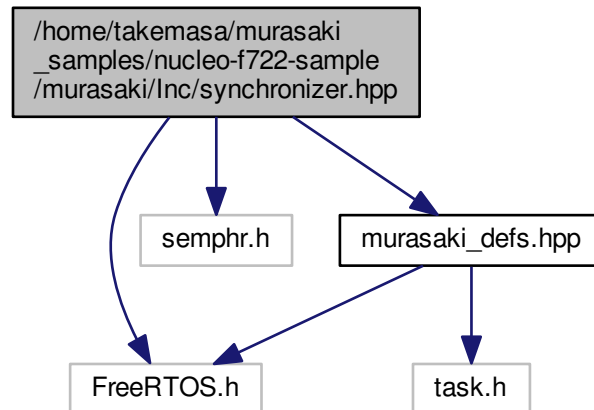 /home/takemasa/murasaki
_samples/nucleo-f722-sample
/murasaki/Inc/synchronizer.hpp
semphr.h
murasaki_defs.hpp
FreeRTOS.h
task.h